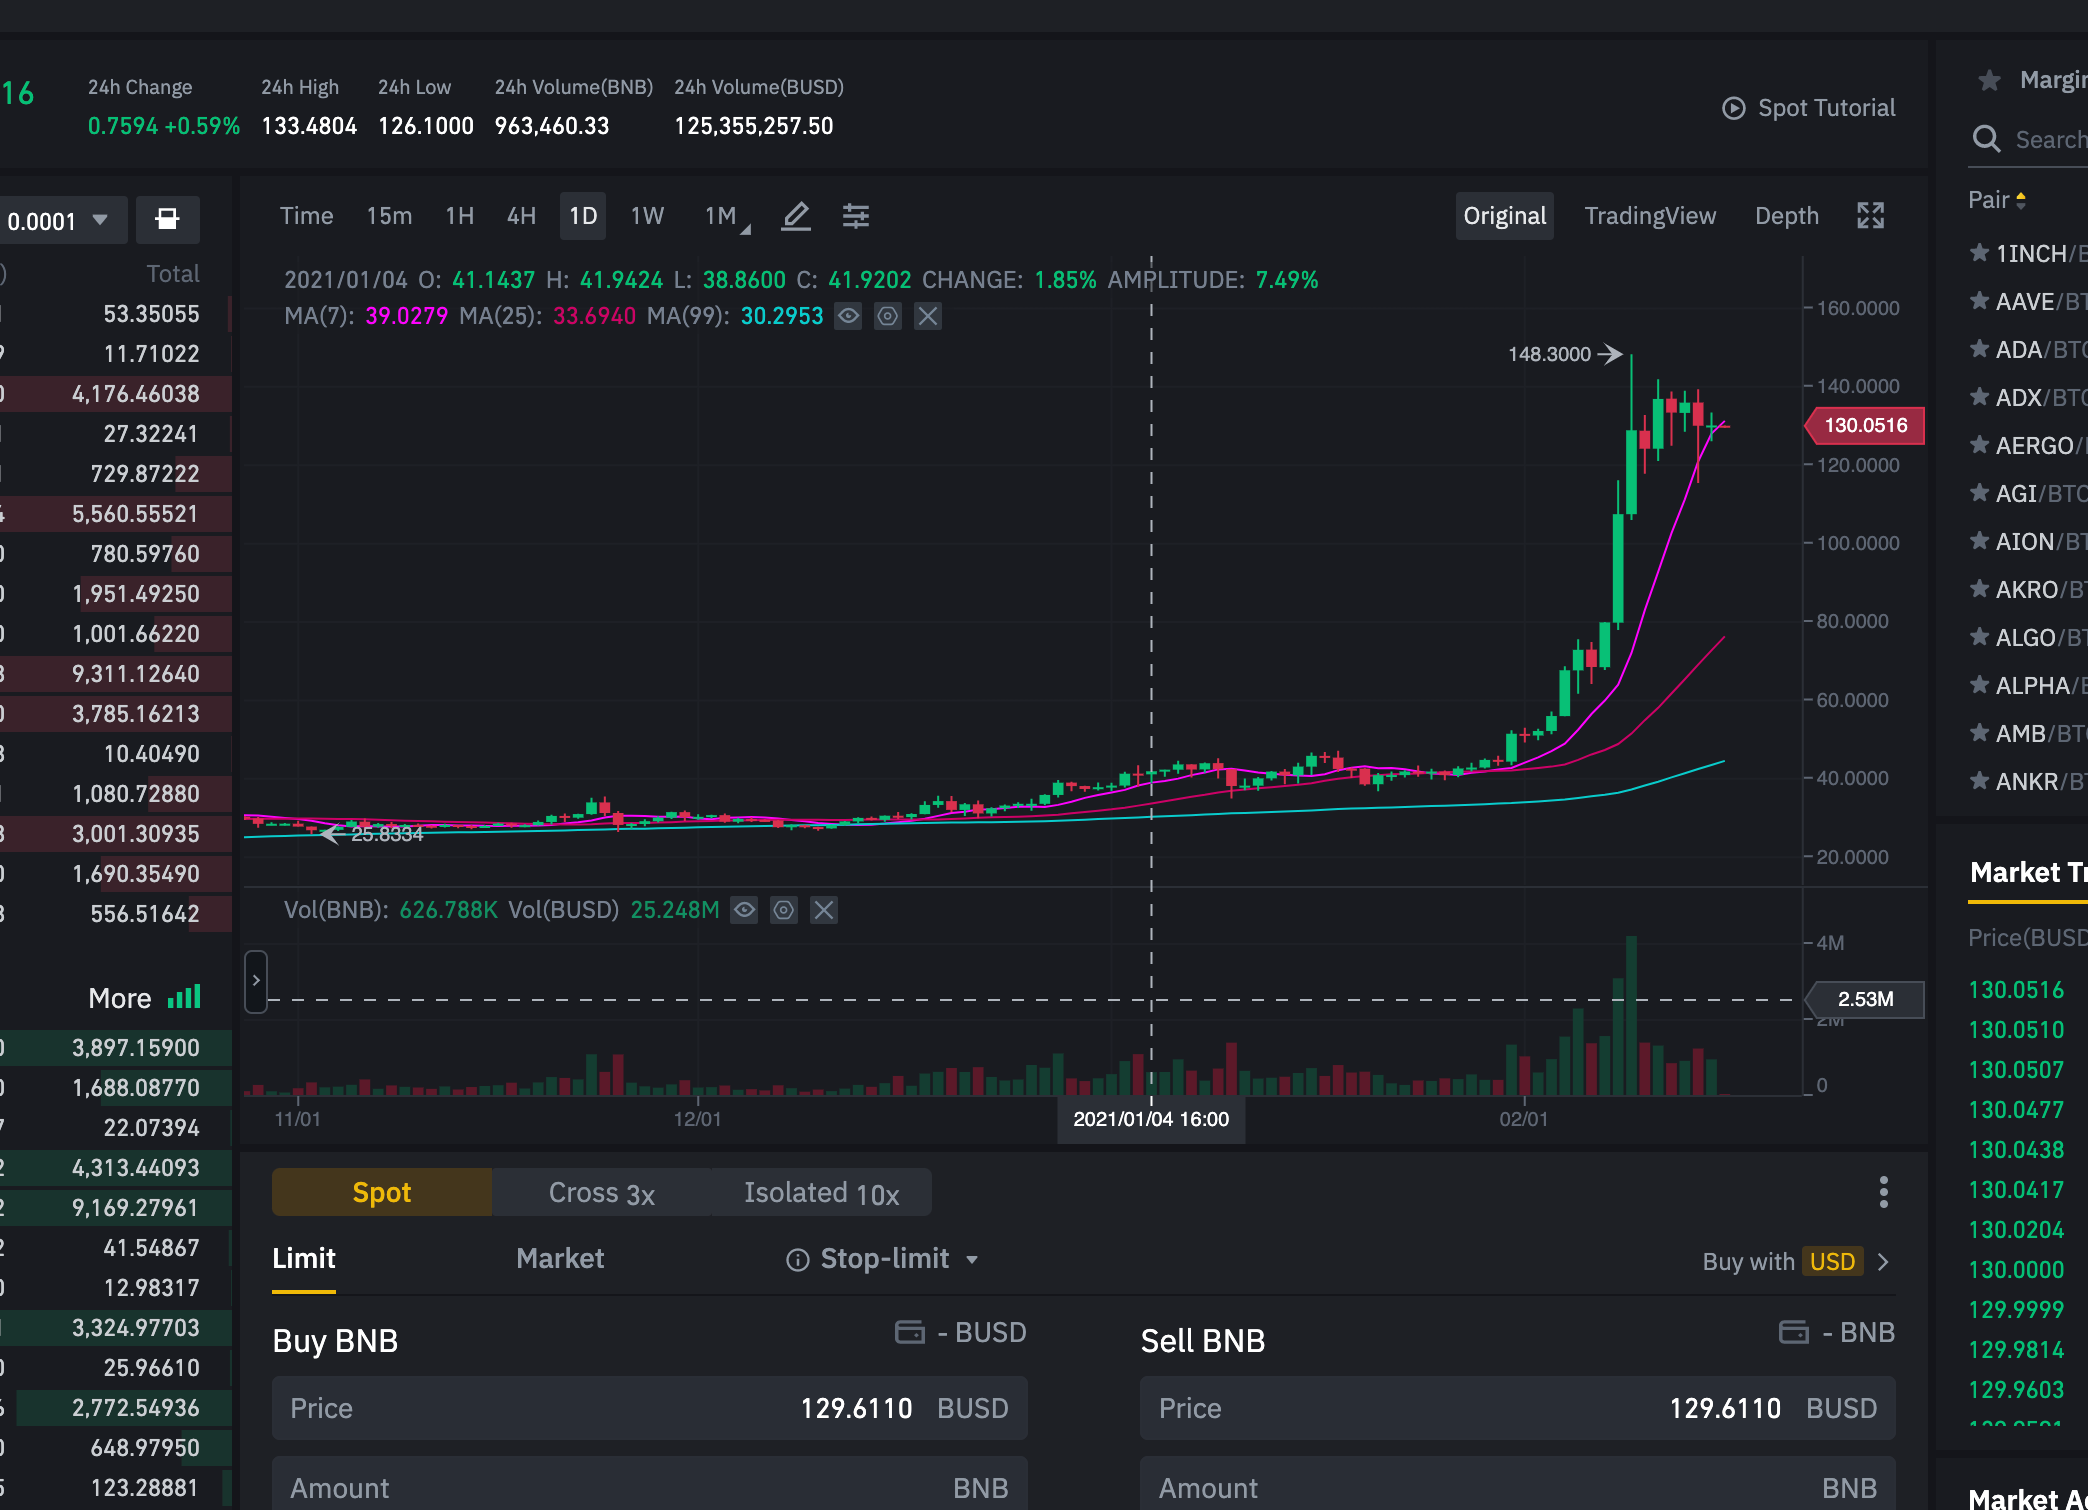 16
24h Change 24h High 24h Low 24h Volume(BNB) 24h Volume(BUSD)
0.7594 +0.59% 133.4804 126.1000 963,460.33 125,355,257.50
Spot Tutorial
0.0001
Total
53.35055
11.71022
4,176.46038
27.32241
729.87222
5,560.55521
780.59760
1,951.49250
1,001.66220
9,311.12640
3,785.16213
10.40490
1,080.72880
3,001.30935
1,690.35490
556.51642
More
3,897.15900
1,688.08770
22.07394
4,313.44093
9,169.27961
41.54867
12.98317
3,324.97703
25.96610
2,772.54936
648.97950
123.28881
Time 15m 1H 4H 1D 1W 1M Original TradingView Depth
2021/01/04 O: 41.1437 H: 41.9424 L: 38.8600 C: 41.9202 CHANGE: 1.85% AMPLITUDE: 7.49%
MA(7): 39.0279 MA(25): 33.6940 MA(99): 30.2953
148.3000
25.8334
160.0000
140.0000
130.0516
120.0000
100.0000
80.0000
60.0000
40.0000
20.0000
Vol(BNB): 626.788K Vol(BUSD) 25.248M
4M
2.53M
2M
0
11/01 12/01 2021/01/04 16:00 02/01
Spot Cross 3x Isolated 10x
Limit Market Stop-limit Buy with USD
Buy BNB - BUSD
Price 129.6110 BUSD
Amount BNB
Sell BNB - BNB
Price 129.6110 BUSD
Amount BNB
Margin
Search
Pair
1INCH/B
AAVE/BT
ADA/BTC
ADX/BTC
AERGO/
AGI/BTC
AION/BT
AKRO/BT
ALGO/BT
ALPHA/B
AMB/BTC
ANKR/BT
Market Tr
Price(BUSD
130.0516
130.0510
130.0507
130.0477
130.0438
130.0417
130.0204
130.0000
129.9999
129.9814
129.9603
Market Ac